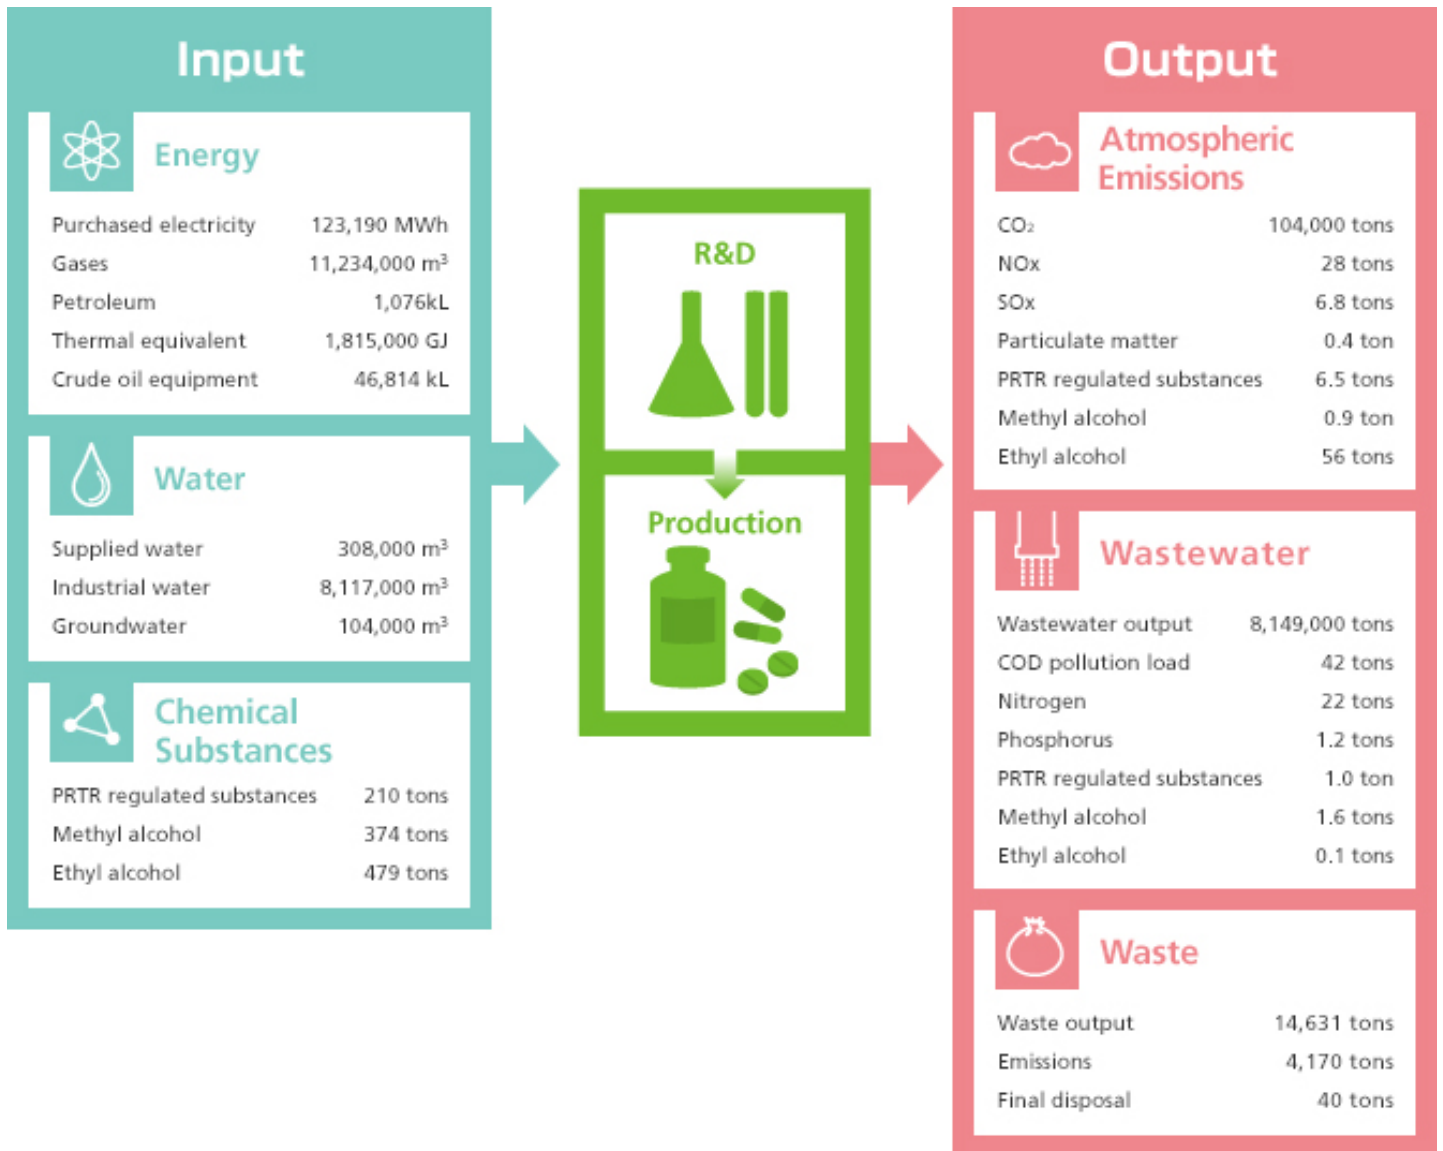 Input
Energy
Purchased electricity 123,190 MWh
Gases 11,234,000 m³
Petroleum 1,076kL
Thermal equivalent 1,815,000 GJ
Crude oil equipment 46,814 kL
Water
Supplied water 308,000 m³
Industrial water 8,117,000 m³
Groundwater 104,000 m³
Chemical
Substances
PRTR regulated substances 210 tons
Methyl alcohol 374 tons
Ethyl alcohol 479 tons
R&D
Production
Output
Atmospheric
Emissions
CO₂ 104,000 tons
NOx 28 tons
SOx 6.8 tons
Particulate matter 0.4 ton
PRTR regulated substances 6.5 tons
Methyl alcohol 0.9 ton
Ethyl alcohol 56 tons
Wastewater
Wastewater output 8,149,000 tons
COD pollution load 42 tons
Nitrogen 22 tons
Phosphorus 1.2 tons
PRTR regulated substances 1.0 ton
Methyl alcohol 1.6 tons
Ethyl alcohol 0.1 tons
Waste
Waste output 14,631 tons
Emissions 4,170 tons
Final disposal 40 tons